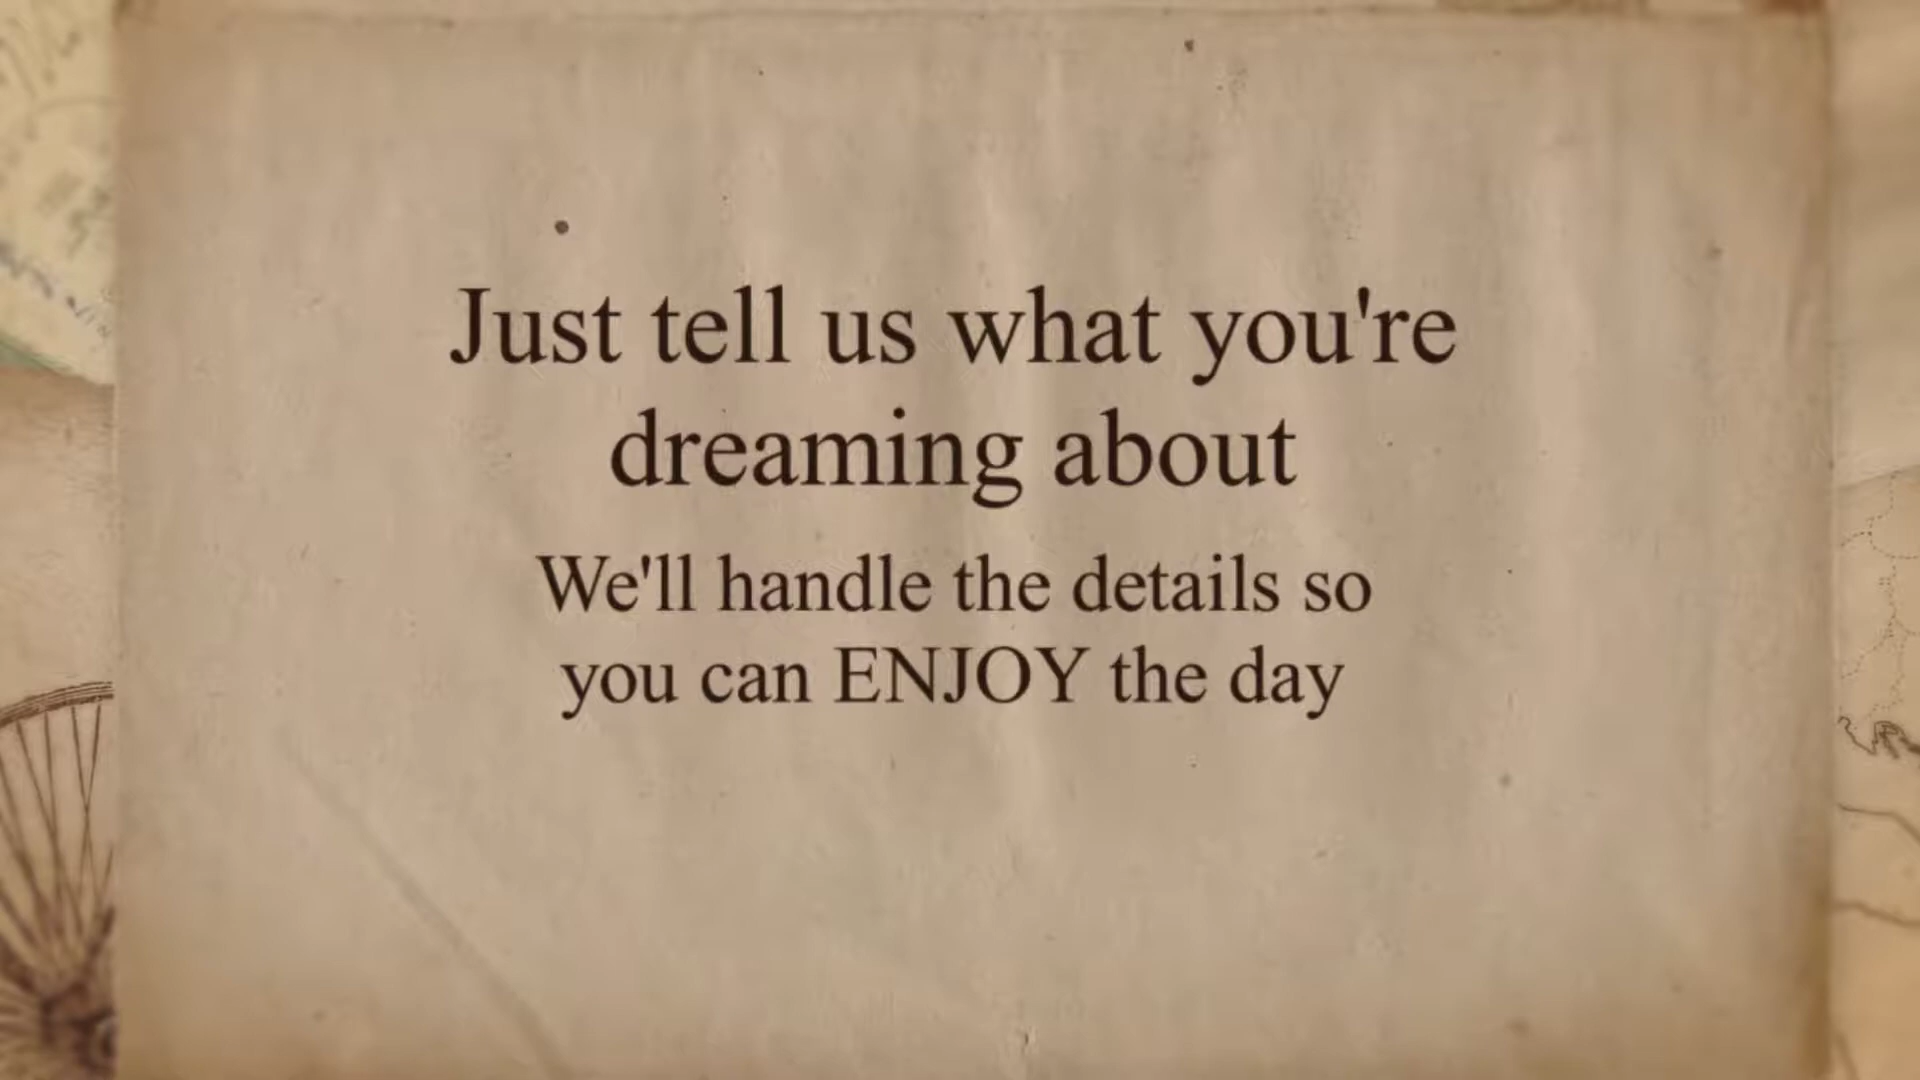 Just tell us what you're
dreaming about
We'll handle the details so
you can ENJOY the day